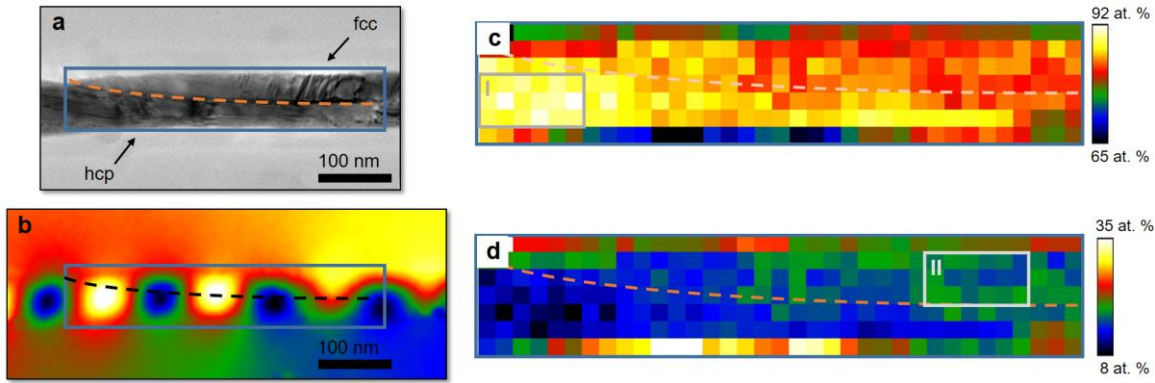 a
fcc
hcp
100 nm
b
100 nm
c
I
92 at. %
65 at. %
d
II
35 at. %
8 at. %